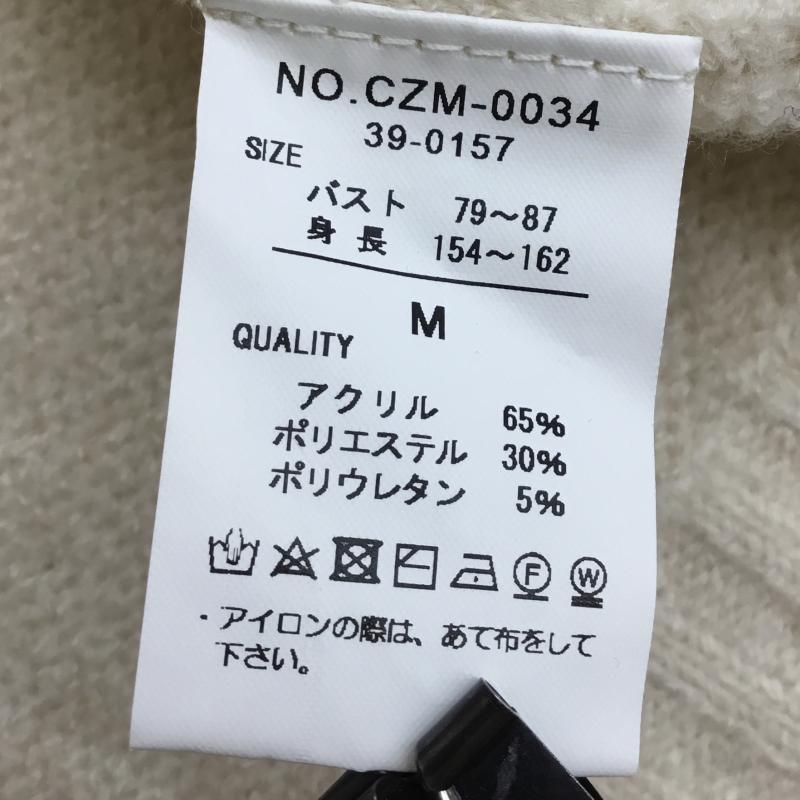 NO.CZM-0034
39-0157
SIZE
バスト 79～87
身長 154～162
M
QUALITY
アクリル 65%
ポリエステル 30%
ポリウレタン 5%
F W
・アイロンの際は、あて布をして
下さい。